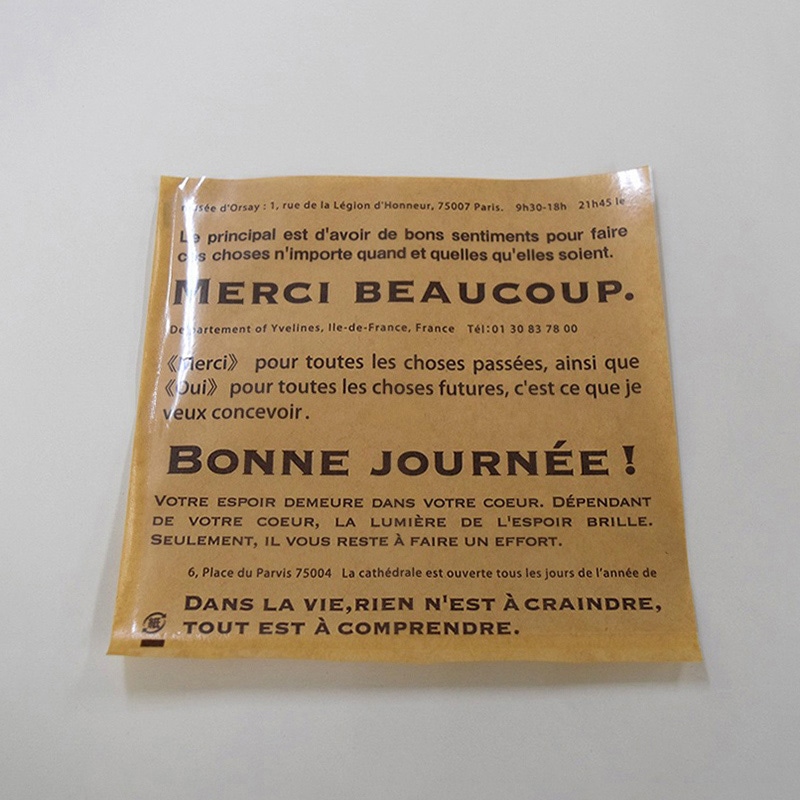 musée d'Orsay : 1, rue de la Légion d'Honneur, 75007 Paris. 9h30-18h 21h45 le
Le principal est d'avoir de bons sentiments pour faire
ces choses n'importe quand et quelles qu'elles soient.
MERCI BEAUCOUP.
Département of Yvelines, Ile-de-France, France Tél:01 30 83 78 00
《Merci》 pour toutes les choses passées, ainsi que
《Oui》 pour toutes les choses futures, c'est ce que je
veux concevoir.
BONNE JOURNÉE !
VOTRE ESPOIR DEMEURE DANS VOTRE COEUR. DÉPENDANT
DE VOTRE COEUR, LA LUMIÈRE DE L'ESPOIR BRILLE.
SEULEMENT, IL VOUS RESTE À FAIRE UN EFFORT.
6, Place du Parvis 75004 La cathédrale est ouverte tous les jours de l'année de
DANS LA VIE,RIEN N'EST À CRAINDRE,
紙 TOUT EST À COMPRENDRE.